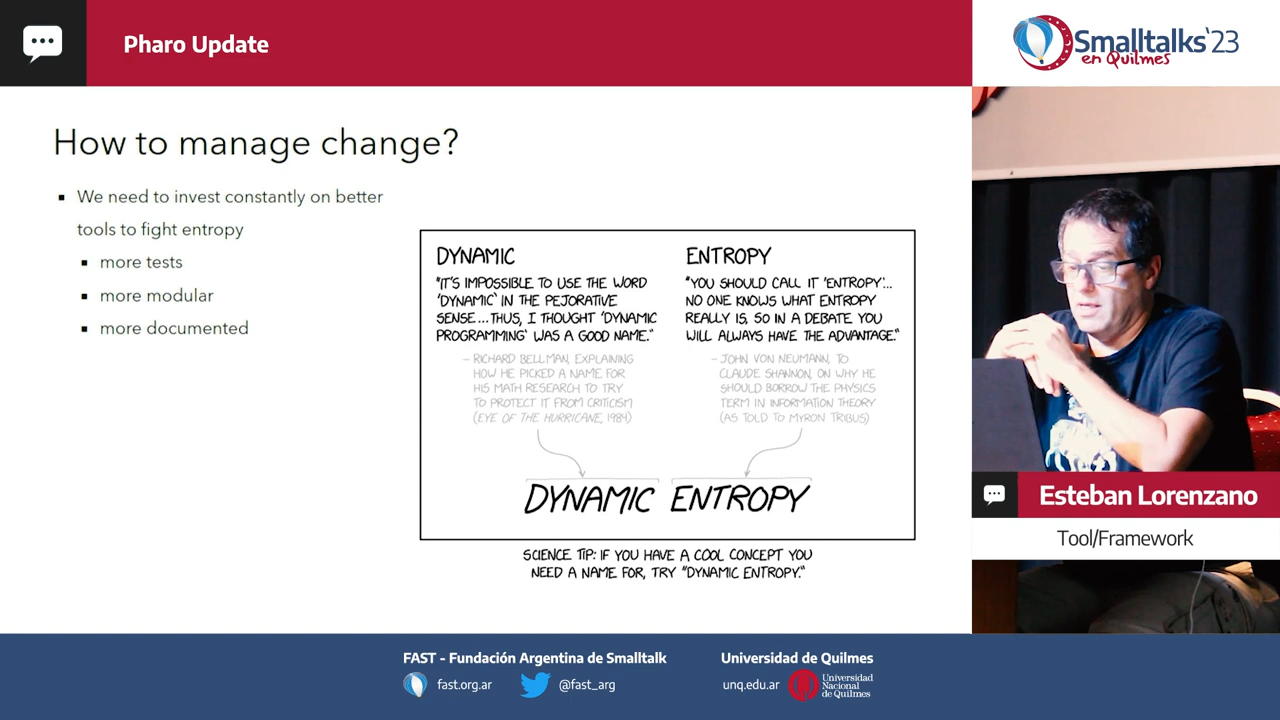 Pharo Update
Smalltalks'23
en Quilmes
How to manage change?
▪ We need to invest constantly on better
tools to fight entropy
▪ more tests
▪ more modular
▪ more documented
DYNAMIC
"IT'S IMPOSSIBLE TO USE THE WORD
'DYNAMIC' IN THE PEJORATIVE
SENSE...THUS, I THOUGHT 'DYNAMIC
PROGRAMMING' WAS A GOOD NAME."
– RICHARD BELLMAN, EXPLAINING
HOW HE PICKED A NAME FOR
HIS MATH RESEARCH TO TRY
TO PROTECT IT FROM CRITICISM
(EYE OF THE HURRICANE, 1984)
ENTROPY
"YOU SHOULD CALL IT 'ENTROPY'...
NO ONE KNOWS WHAT ENTROPY
REALLY IS, SO IN A DEBATE YOU
WILL ALWAYS HAVE THE ADVANTAGE."
– JOHN VON NEUMANN, TO
CLAUDE SHANNON, ON WHY HE
SHOULD BORROW THE PHYSICS
TERM IN INFORMATION THEORY
(AS TOLD TO MYRON TRIBUS)
DYNAMIC ENTROPY
SCIENCE TIP: IF YOU HAVE A COOL CONCEPT YOU
NEED A NAME FOR, TRY "DYNAMIC ENTROPY."
Esteban Lorenzano
Tool/Framework
FAST - Fundación Argentina de Smalltalk
fast.org.ar
@fast_arg
Universidad de Quilmes
unq.edu.ar
Universidad
Nacional
de Quilmes